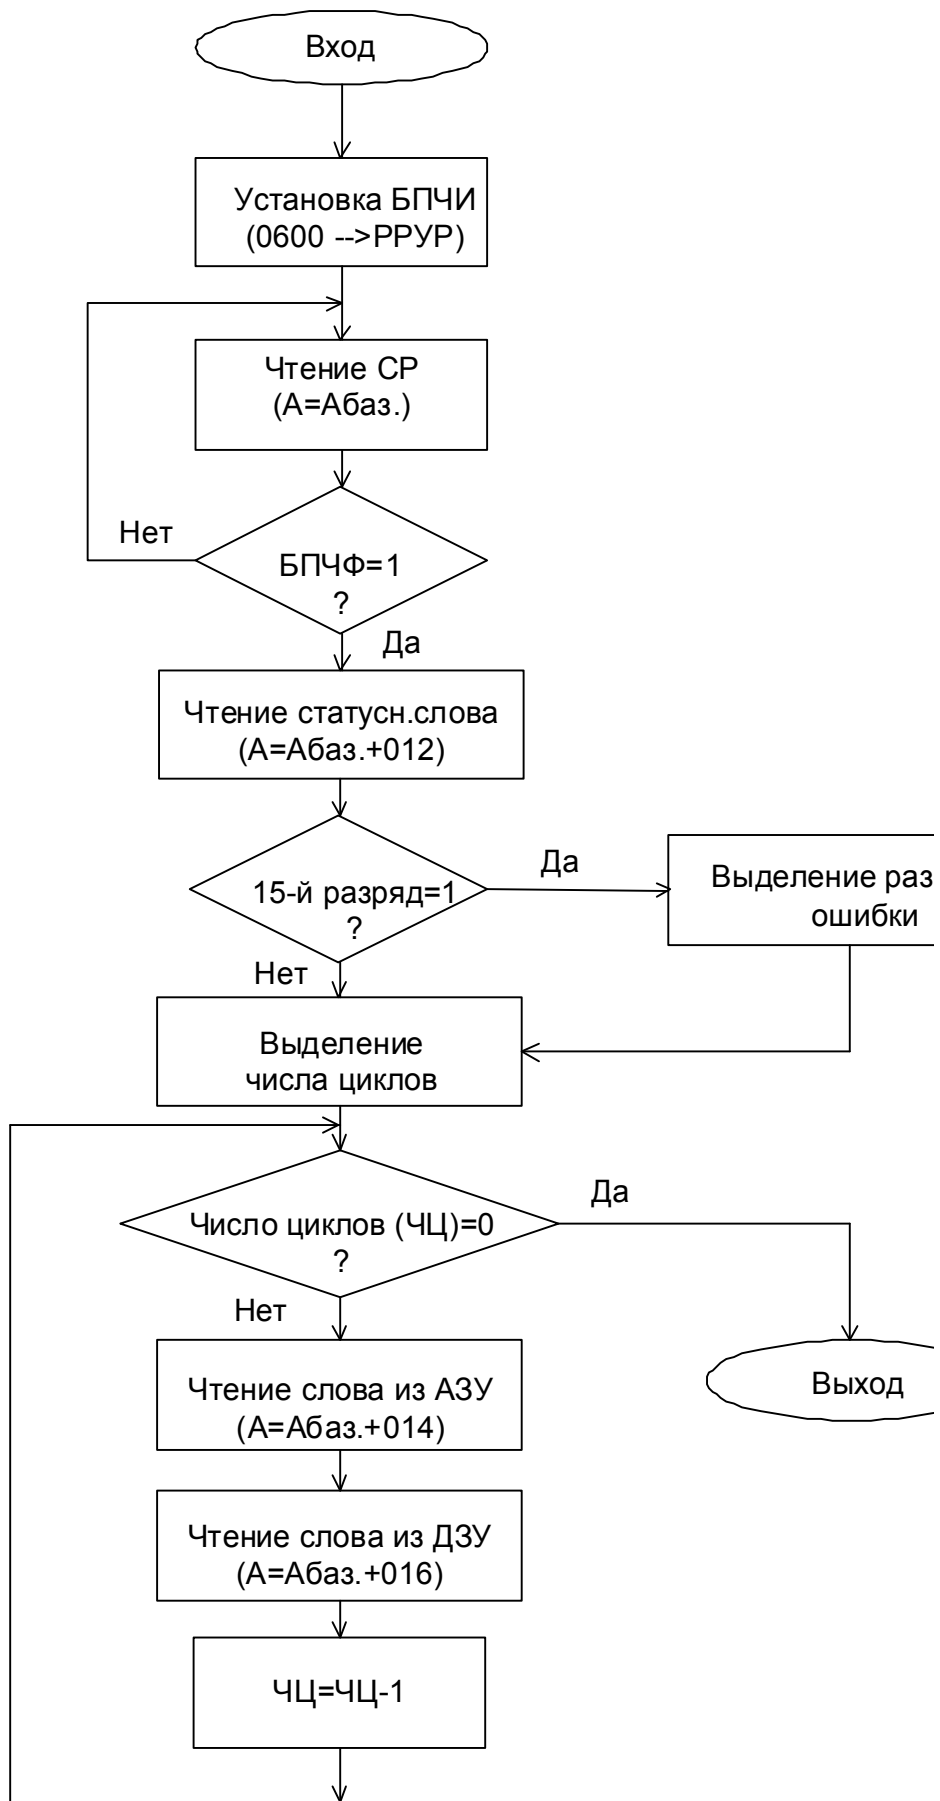 Вход
Установка БПЧИ
(0600 -->РРУР)
Чтение СР
(А=Абаз.)
Нет
БПЧФ=1
?
Да
Чтение статусн.слова
(А=Абаз.+012)
15-й разряд=1
?
Да
Выделение раз
ошибки
Нет
Выделение
числа циклов
Число циклов (ЧЦ)=0
?
Да
Нет
Чтение слова из АЗУ
(А=Абаз.+014)
Выход
Чтение слова из ДЗУ
(А=Абаз.+016)
ЧЦ=ЧЦ-1